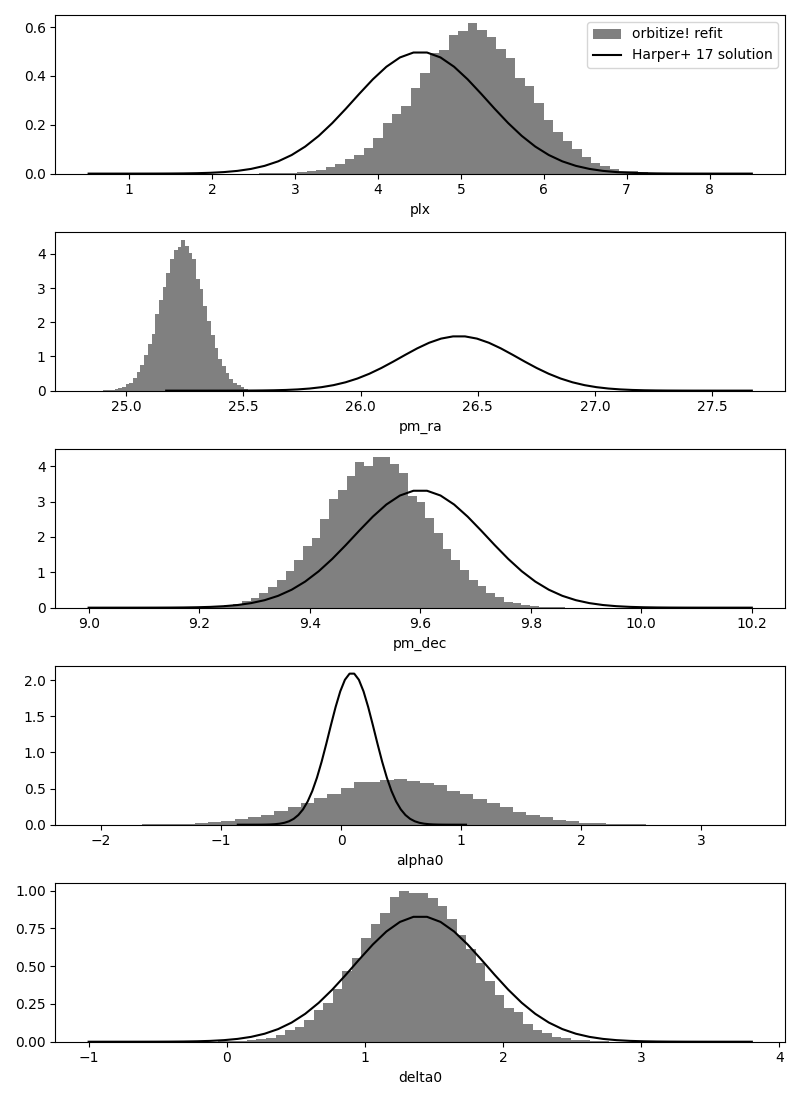 0.6
0.4
0.2
0.0
orbitize! refit
Harper+ 17 solution
1 2 3 4 5 6 7 8
plx
4
3
2
1
0
25.0 25.5 26.0 26.5 27.0 27.5
pm_ra
4
3
2
1
0
9.0 9.2 9.4 9.6 9.8 10.0 10.2
pm_dec
2.0
1.5
1.0
0.5
0.0
−2 −1 0 1 2 3
alpha0
1.00
0.75
0.50
0.25
0.00
−1 0 1 2 3 4
delta0